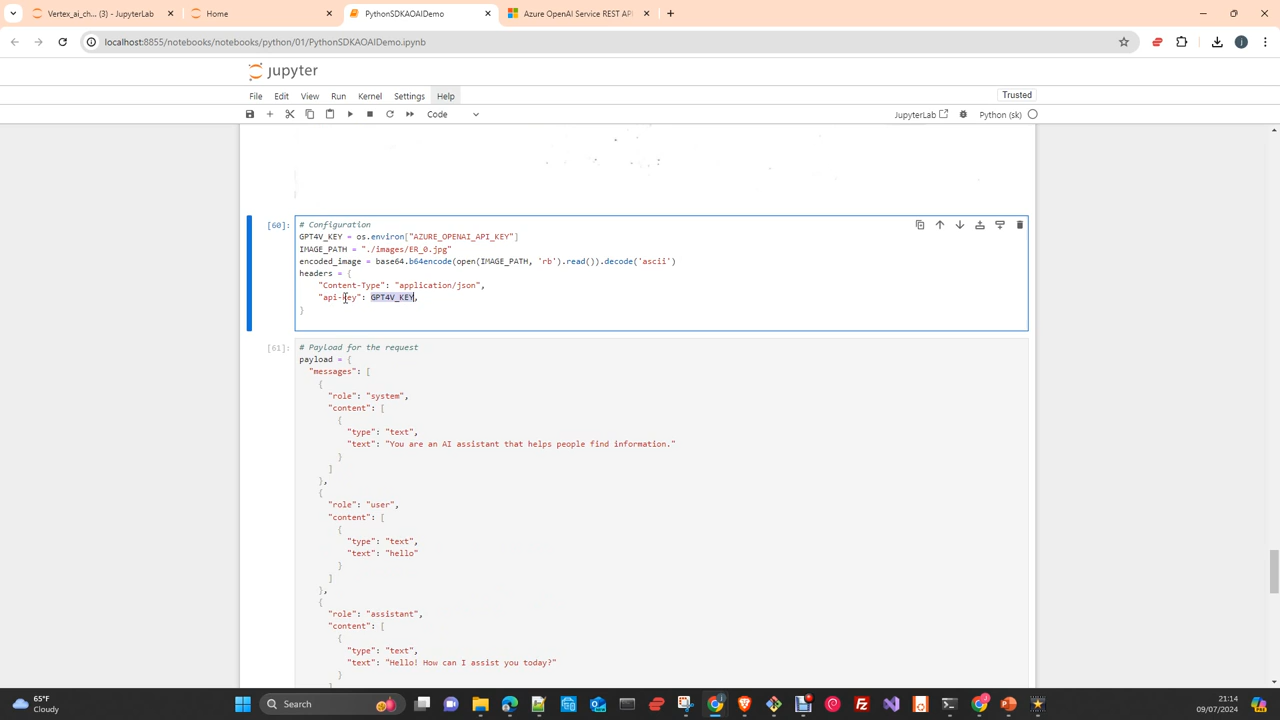 Vertex_ai_ch... (3) - JupyterLab
Home
PythonSDKAOAIDemo
Azure OpenAI Service REST API
localhost:8855/notebooks/notebooks/python/01/PythonSDKAOAIDemo.ipynb
jupyter
File Edit View Run Kernel Settings Help
Trusted
Code
JupyterLab
Python (sk)
[60]:
# Configuration
GPT4V_KEY = os.environ["AZURE_OPENAI_API_KEY"]
IMAGE_PATH = "./images/ER_0.jpg"
encoded_image = base64.b64encode(open(IMAGE_PATH, 'rb').read()).decode('ascii')
headers = {
"Content-Type": "application/json",
"api-key": GPT4V_KEY,
}
[61]:
# Payload for the request
payload = {
"messages": [
{
"role": "system",
"content": [
{
"type": "text",
"text": "You are an AI assistant that helps people find information."
}
]
},
{
"role": "user",
"content": [
{
"type": "text",
"text": "hello"
}
]
},
{
"role": "assistant",
"content": [
{
"type": "text",
"text": "Hello! How can I assist you today?"
}
]
65°F
Cloudy
Search
21:14
09/07/2024